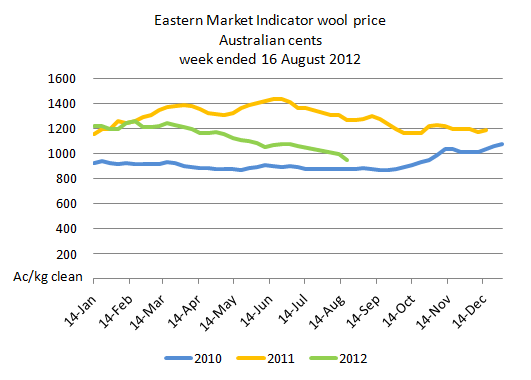 Eastern Market Indicator wool price
Australian cents
week ended 16 August 2012
1600
1400
1200
1000
800
600
400
200
Ac/kg clean
14-Jan
14-Feb
14-Mar
14-Apr
14-May
14-Jun
14-Jul
14-Aug
14-Sep
14-Oct
14-Nov
14-Dec
2010 2011 2012